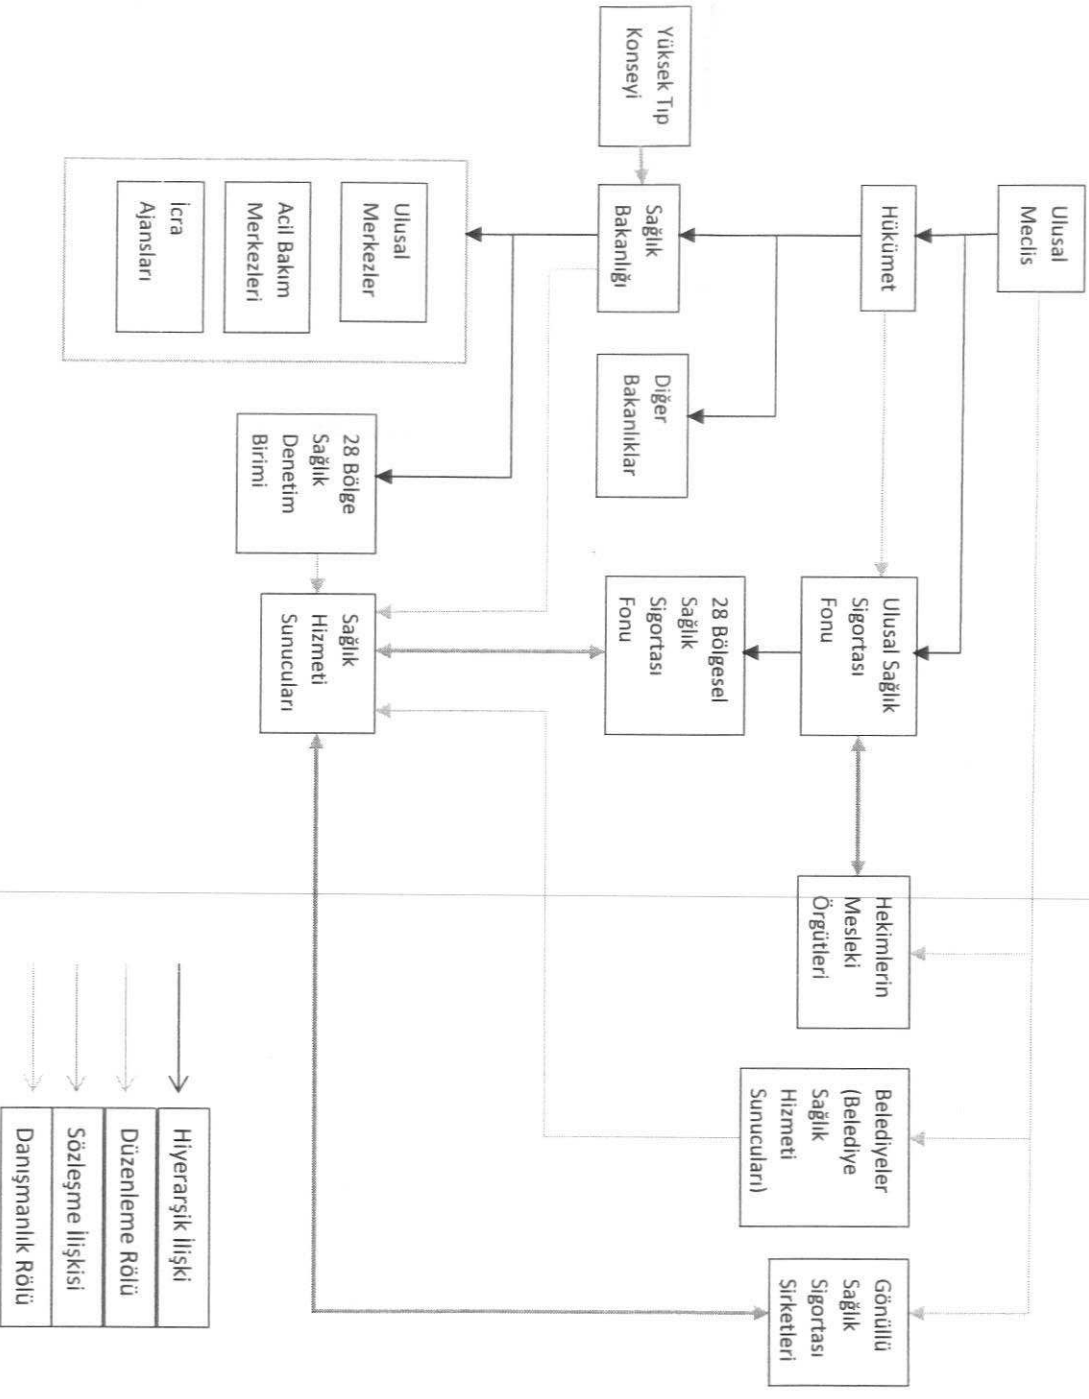 Ulusal
Meclis
Hükümet
Ulusal Sağlık
Sigortası
Fonu
Hekimlerin
Mesleki
Örgütleri
Belediyeler
(Belediye
Sağlık
Hizmeti
Sunucuları)
Gönüllü
Sağlık
Sigortası
Şirketleri
Yüksek Tıp
Konseyi
Sağlık
Bakanlığı
Diğer
Bakanlıklar
28 Bölgesel
Sağlık
Sigortası
Fonu
Ulusal
Merkezler
Acil Bakım
Merkezleri
İcra
Ajansları
28 Bölge
Sağlık
Denetim
Birimi
Sağlık
Hizmeti
Sunucuları
Hiyerarşik İlişki
Düzenleme Rölü
Sözleşme İlişkisi
Danışmanlık Rölü